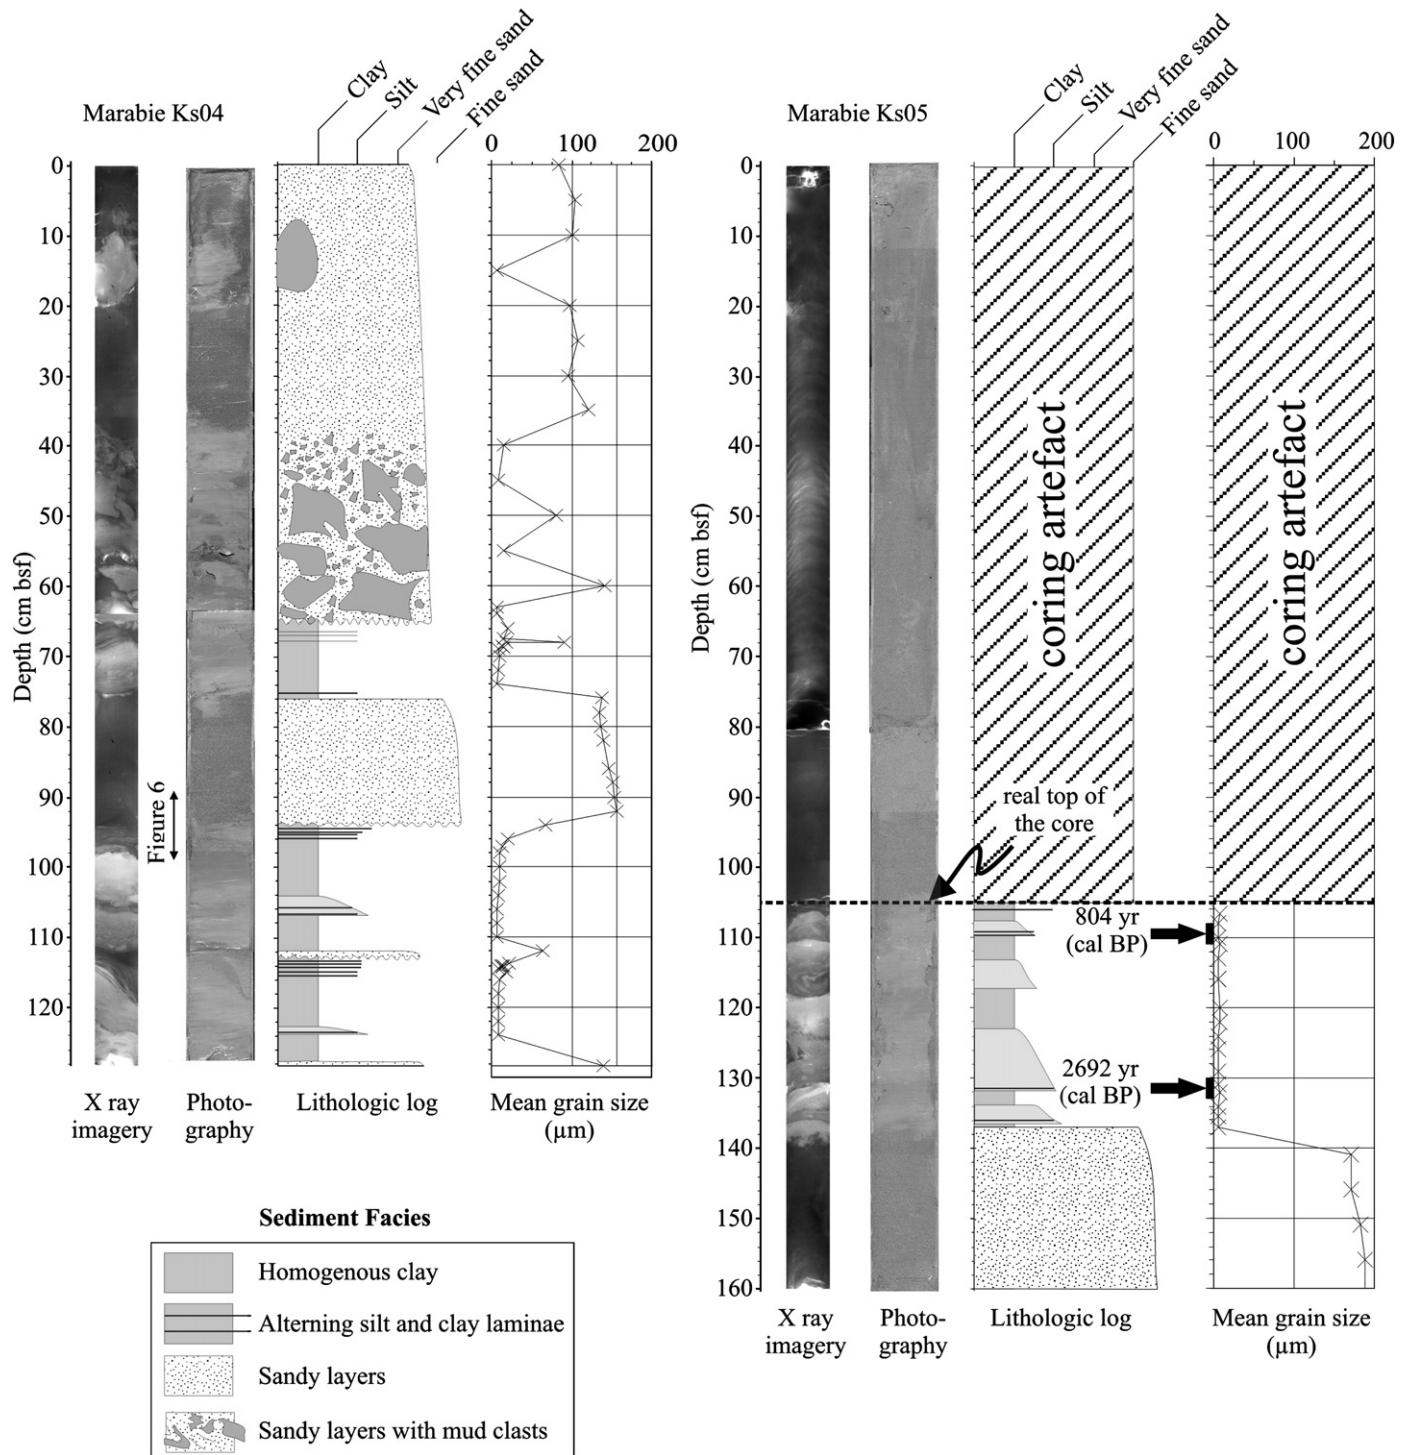 Marabie Ks04
Clay
Silt
Very fine sand
Fine sand
0
100
200
Depth (cm bsf)
0
10
20
30
40
50
60
70
80
90
100
110
120
Figure 6
X ray
imagery
Photo-
graphy
Lithologic log
Mean grain size
(µm)
Marabie Ks05
Clay
Silt
Very fine sand
Fine sand
0
100
200
Depth (cm bsf)
0
10
20
30
40
50
60
70
80
90
100
110
120
130
140
150
160
coring artefact
coring artefact
real top of
the core
804 yr
(cal BP)
2692 yr
(cal BP)
X ray
imagery
Photo-
graphy
Lithologic log
Mean grain size
(µm)
Sediment Facies
Homogenous clay
Alterning silt and clay laminae
Sandy layers
Sandy layers with mud clasts